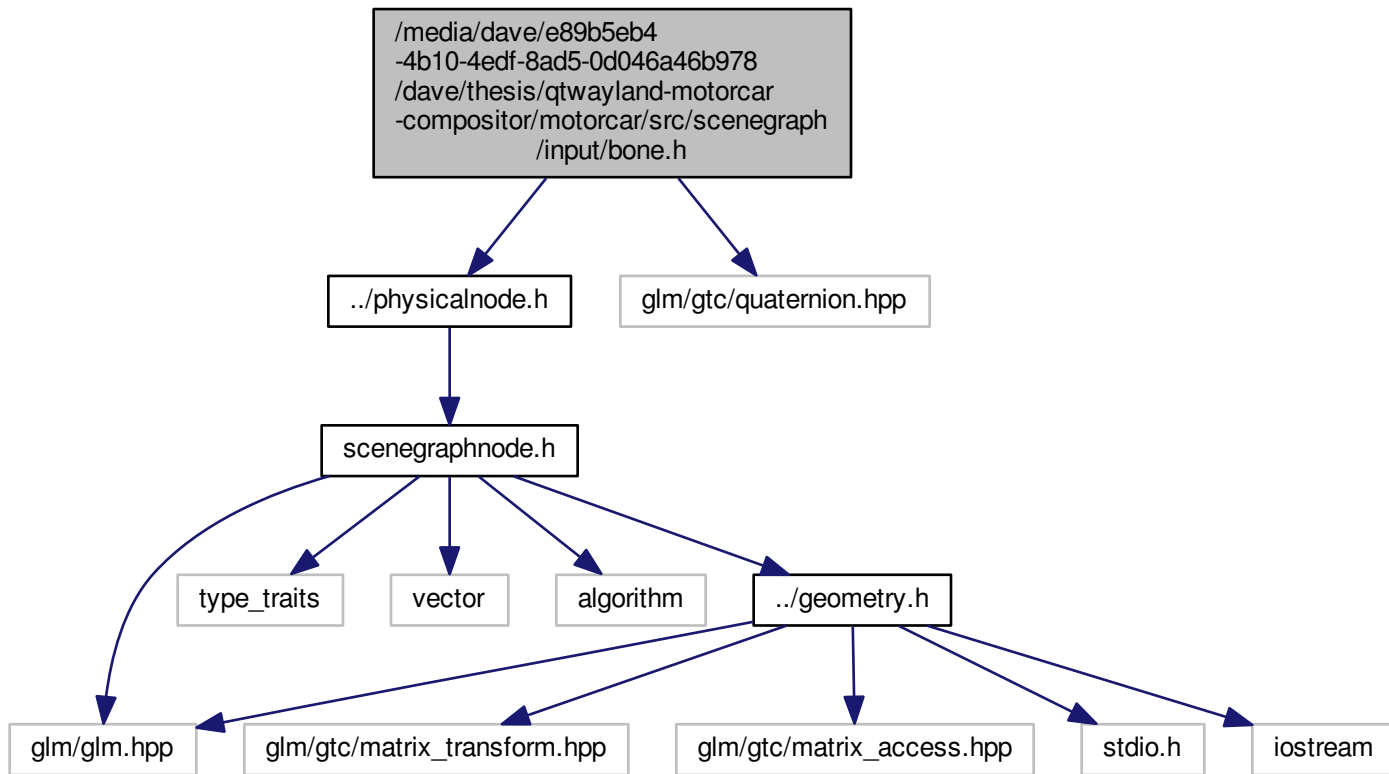 /media/dave/e89b5eb4
-4b10-4edf-8ad5-0d046a46b978
/dave/thesis/qtwayland-motorcar
-compositor/motorcar/src/scenegraph
/input/bone.h
../physicalnode.h
glm/gtc/quaternion.hpp
scenegraphnode.h
type_traits
vector
algorithm
../geometry.h
glm/glm.hpp
glm/gtc/matrix_transform.hpp
glm/gtc/matrix_access.hpp
stdio.h
iostream